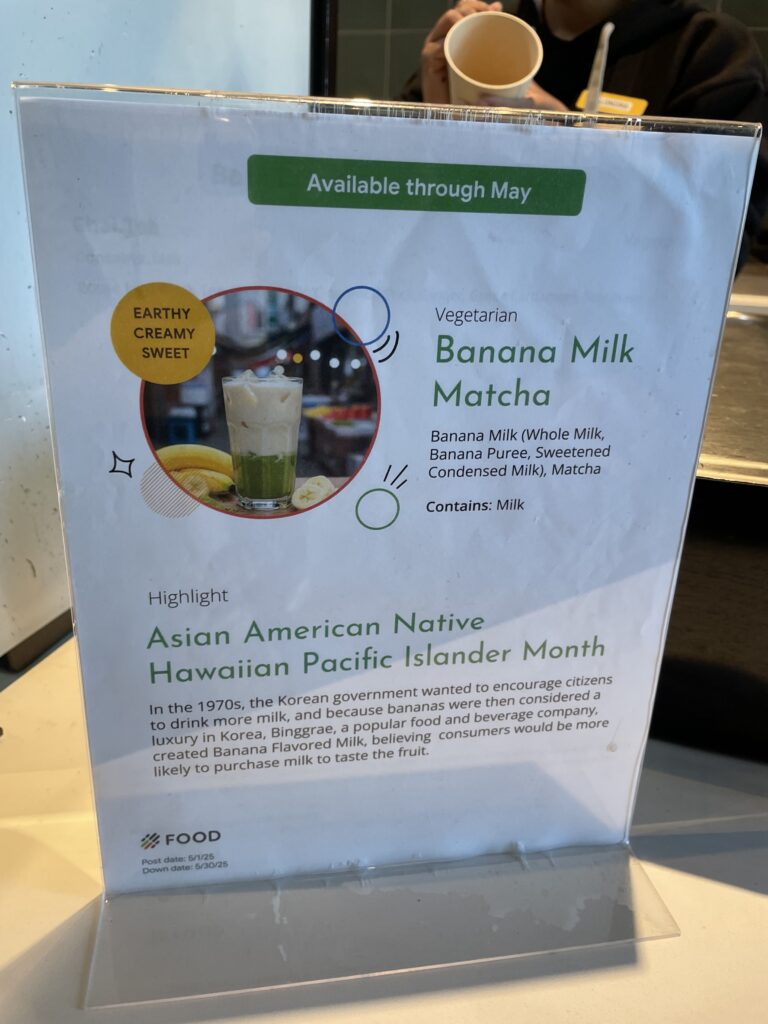 Available through May
EARTHY
CREAMY
SWEET
Vegetarian
Banana Milk
Matcha
Banana Milk (Whole Milk,
Banana Puree, Sweetened
Condensed Milk), Matcha
Contains: Milk
Highlight
Asian American Native
Hawaiian Pacific Islander Month
In the 1970s, the Korean government wanted to encourage citizens
to drink more milk, and because bananas were then considered a
luxury in Korea, Binggrae, a popular food and beverage company,
created Banana Flavored Milk, believing consumers would be more
likely to purchase milk to taste the fruit.
FOOD
Post date: 5/1/25
Down date: 5/30/25